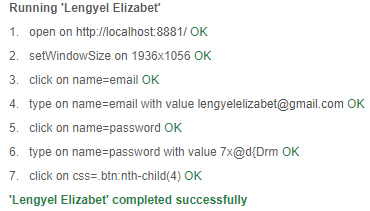 Running 'Lengyel Elizabet'
1. open on http://localhost:8881/ OK
2. setWindowSize on 1936x1056 OK
3. click on name=email OK
4. type on name=email with value lengyelelizabet@gmail.com OK
5. click on name=password OK
6. type on name=password with value 7x@d{Drm OK
7. click on css=.btn:nth-child(4) OK
'Lengyel Elizabet' completed successfully